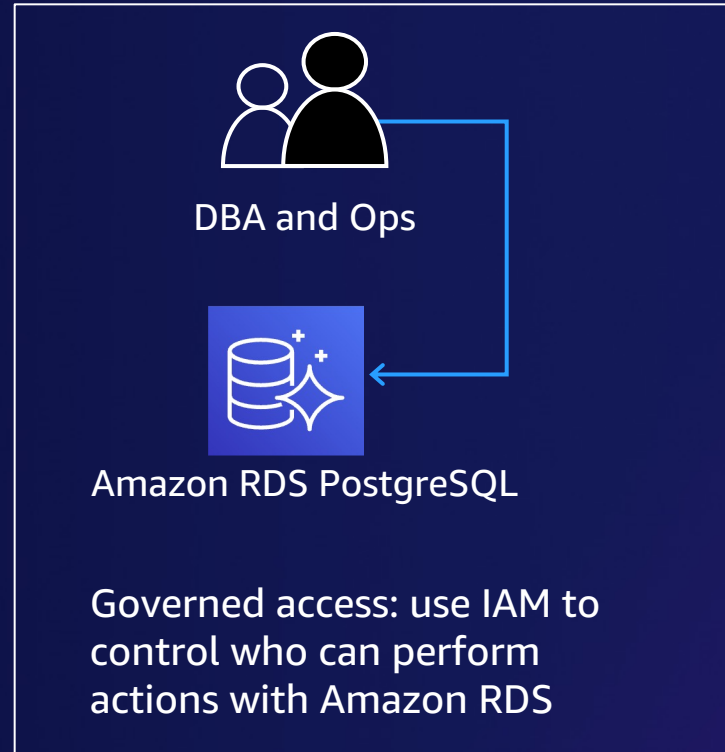 DBA and Ops
Amazon RDS PostgreSQL
Governed access: use IAM to
control who can perform
actions with Amazon RDS